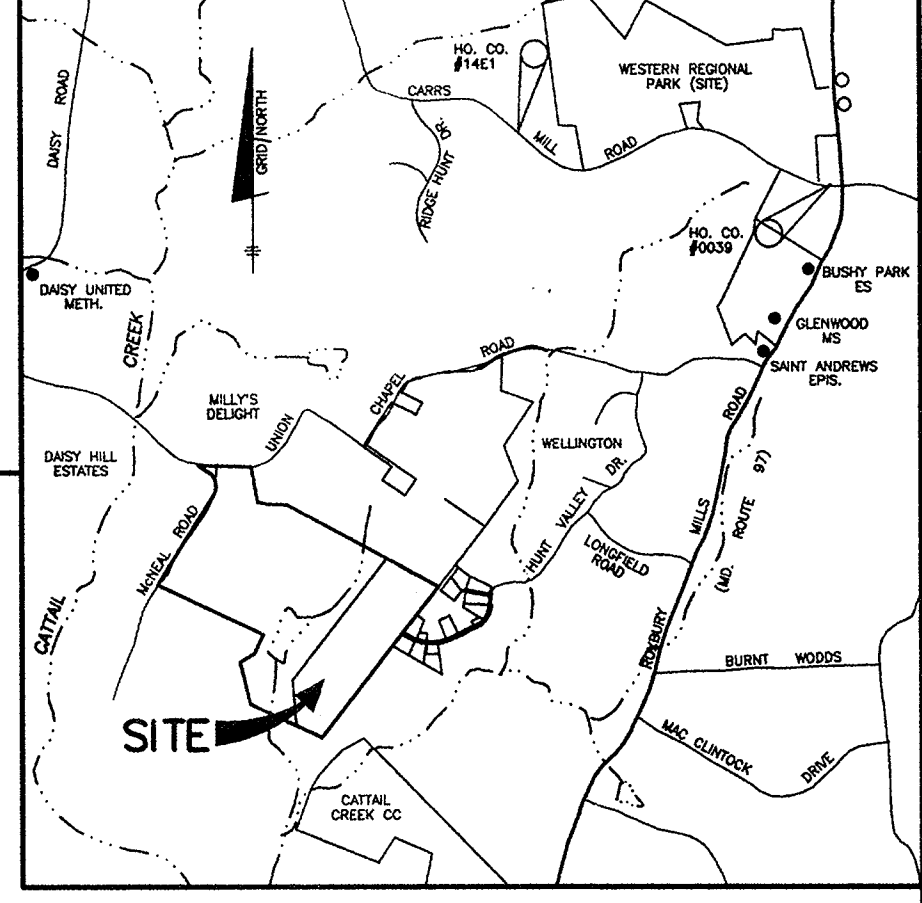 HO. CO.
#14E1
WESTERN REGIONAL
PARK (SITE)
DAISY ROAD
GRID/NORTH
CARRS MILL ROAD
RIDGE HUNT DR.
HO. CO.
#0039
BUSHY PARK
ES
DAISY UNITED
METH.
GLENWOOD
MS
CREEK
SAINT ANDREWS
EPIS.
UNION CHAPEL ROAD
MILLY'S
DELIGHT
WELLINGTON
DAISY HILL
ESTATES
HUNT VALLEY DR.
ROXBURY MILLS ROAD
(MD. ROUTE 97)
McNEAL ROAD
LONGFIELD
ROAD
CATTAIL
BURNT WODDS
SITE
MAC CLINTOCK DRIVE
CATTAIL
CREEK CC